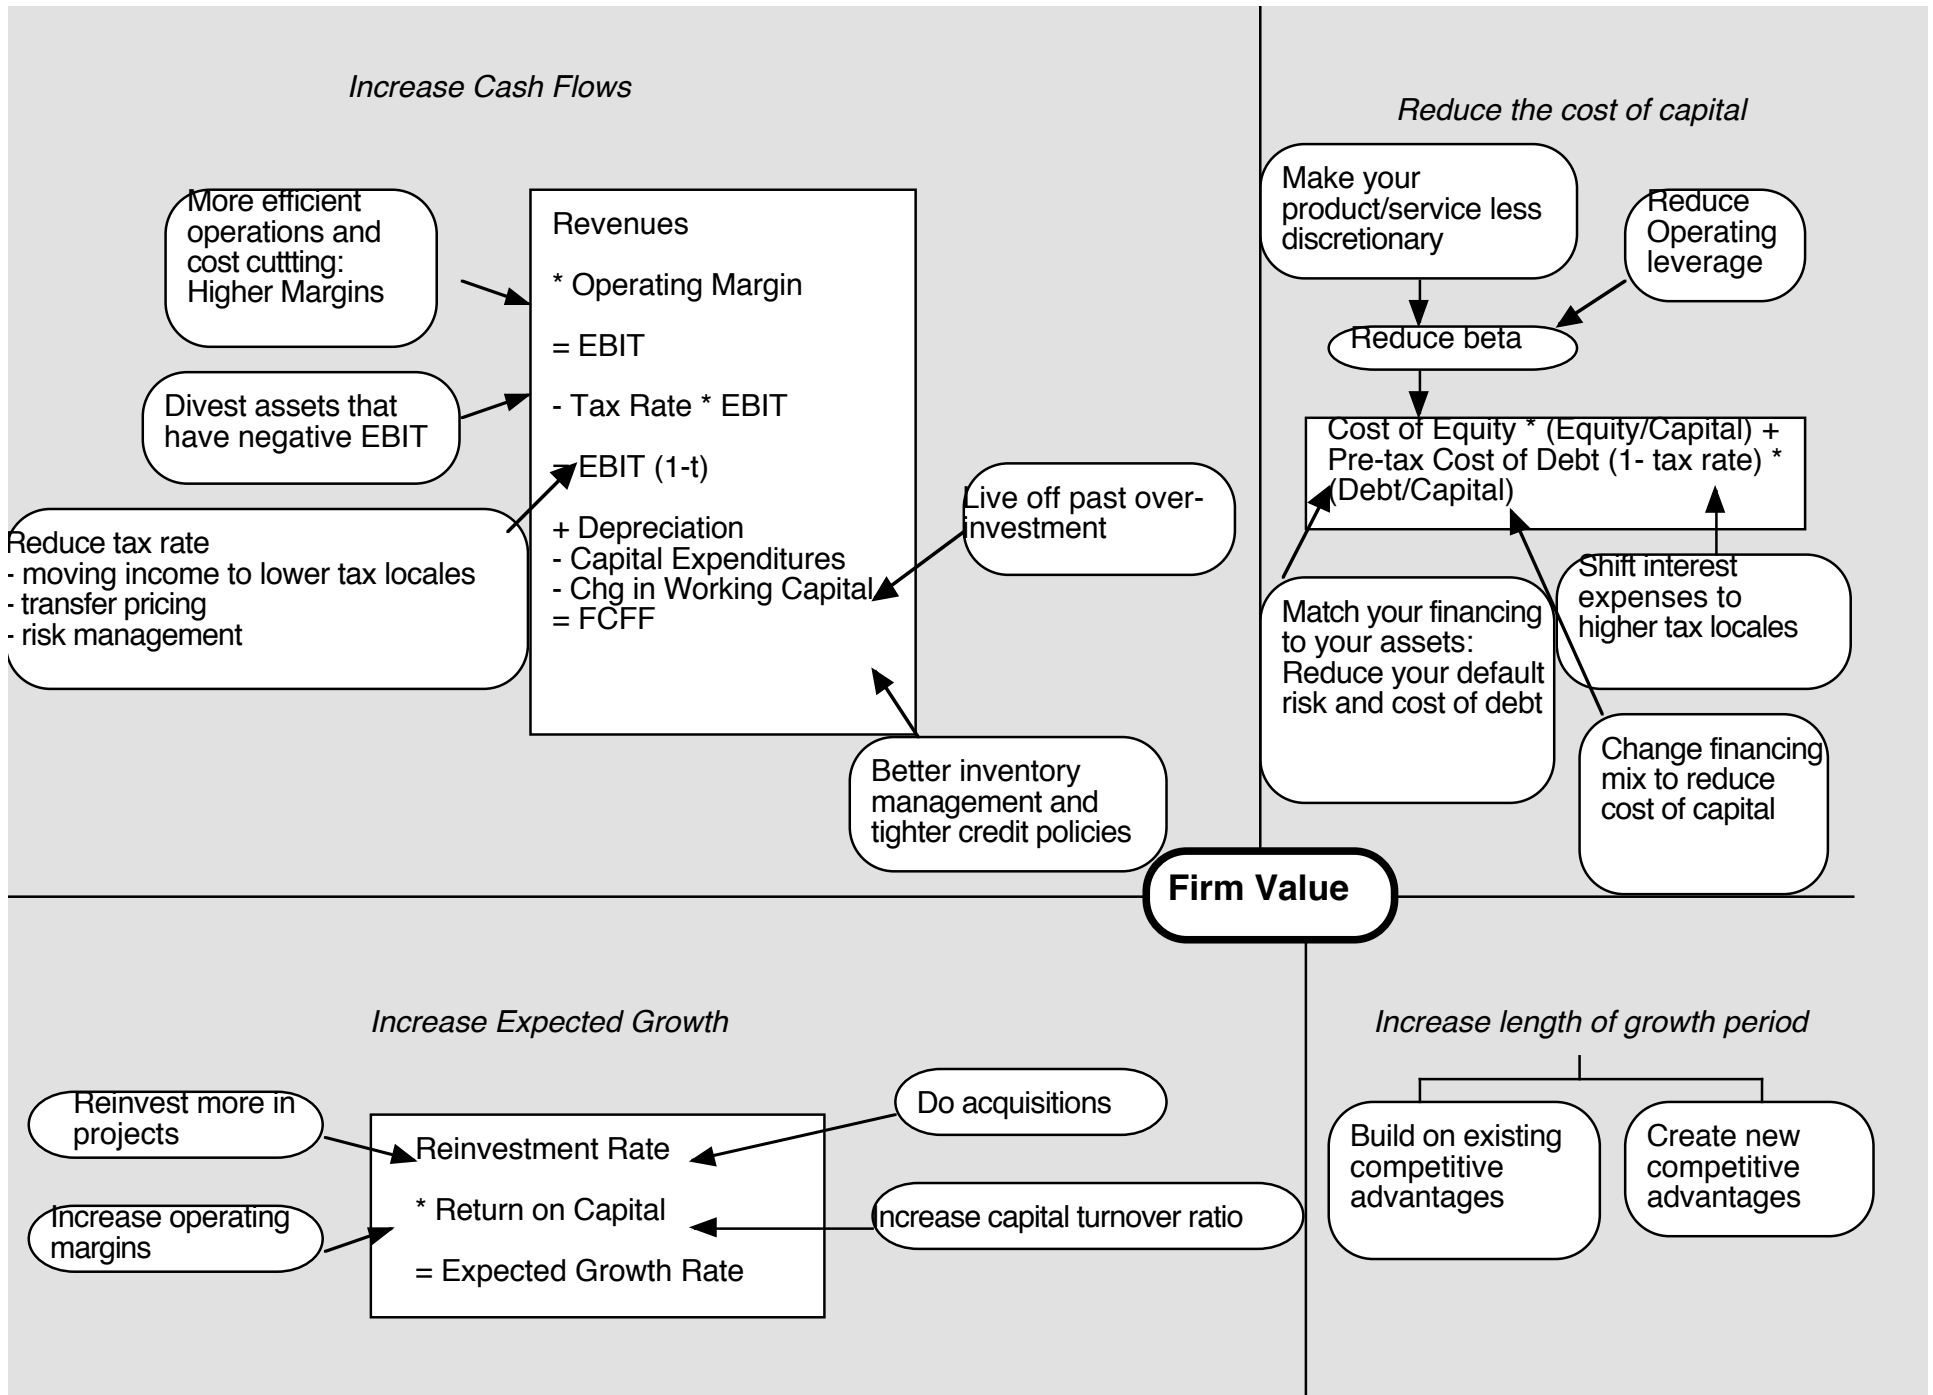 Increase Cash Flows
More efficient
operations and
cost cuttting:
Higher Margins
Divest assets that
have negative EBIT
Reduce tax rate
- moving income to lower tax locales
- transfer pricing
- risk management
Revenues
* Operating Margin
= EBIT
- Tax Rate * EBIT
= EBIT (1-t)
+ Depreciation
- Capital Expenditures
- Chg in Working Capital
= FCFF
Live off past over-
investment
Better inventory
management and
tighter credit policies
Reduce the cost of capital
Make your
product/service less
discretionary
Reduce
Operating
leverage
Reduce beta
Cost of Equity * (Equity/Capital) +
Pre-tax Cost of Debt (1- tax rate) *
(Debt/Capital)
Match your financing
to your assets:
Reduce your default
risk and cost of debt
Shift interest
expenses to
higher tax locales
Change financing
mix to reduce
cost of capital
Firm Value
Increase Expected Growth
Reinvest more in
projects
Increase operating
margins
Reinvestment Rate
* Return on Capital
= Expected Growth Rate
Do acquisitions
Increase capital turnover ratio
Increase length of growth period
Build on existing
competitive
advantages
Create new
competitive
advantages